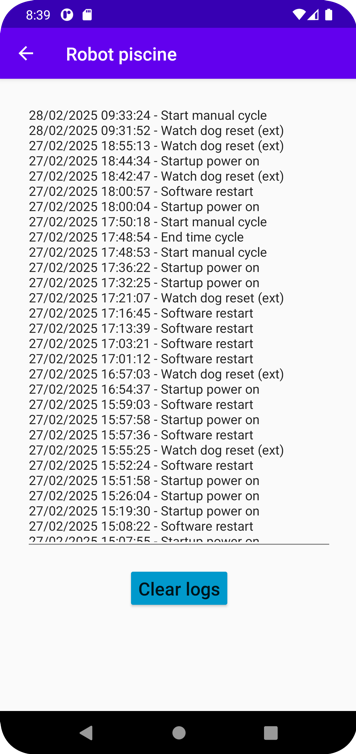 8:39
Robot piscine
28/02/2025 09:33:24 - Start manual cycle
28/02/2025 09:31:52 - Watch dog reset (ext)
27/02/2025 18:55:13 - Watch dog reset (ext)
27/02/2025 18:44:34 - Startup power on
27/02/2025 18:42:47 - Watch dog reset (ext)
27/02/2025 18:00:57 - Software restart
27/02/2025 18:00:04 - Startup power on
27/02/2025 17:50:18 - Start manual cycle
27/02/2025 17:48:54 - End time cycle
27/02/2025 17:48:53 - Start manual cycle
27/02/2025 17:36:22 - Startup power on
27/02/2025 17:32:25 - Startup power on
27/02/2025 17:21:07 - Watch dog reset (ext)
27/02/2025 17:16:45 - Software restart
27/02/2025 17:13:39 - Software restart
27/02/2025 17:03:21 - Software restart
27/02/2025 17:01:12 - Software restart
27/02/2025 16:57:03 - Watch dog reset (ext)
27/02/2025 16:54:37 - Startup power on
27/02/2025 15:59:03 - Software restart
27/02/2025 15:57:58 - Startup power on
27/02/2025 15:57:36 - Software restart
27/02/2025 15:55:25 - Watch dog reset (ext)
27/02/2025 15:52:24 - Software restart
27/02/2025 15:51:58 - Startup power on
27/02/2025 15:26:04 - Startup power on
27/02/2025 15:19:30 - Startup power on
27/02/2025 15:08:22 - Software restart
27/02/2025 15:07:55 - Startup power on
Clear logs